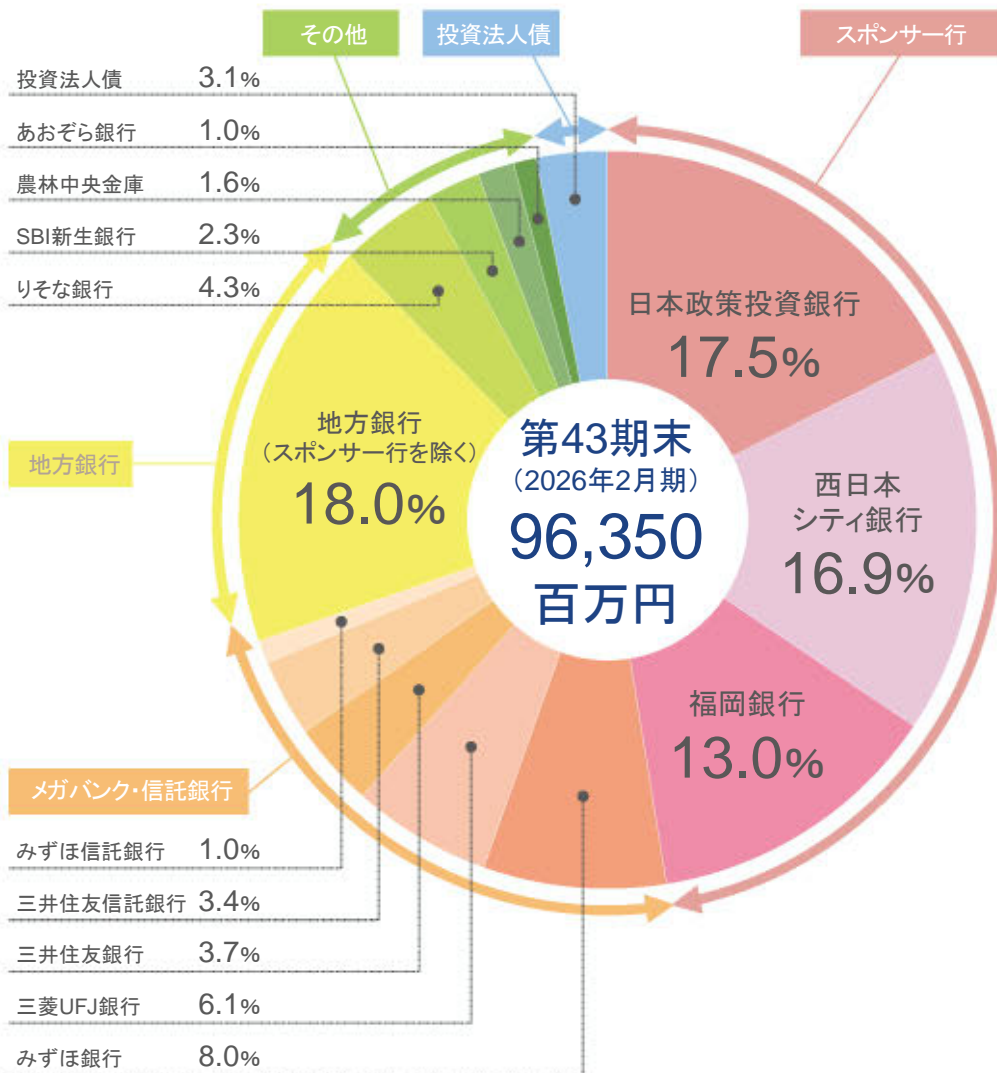 その他
投資法人債
スポンサー行
投資法人債 3.1%
あおぞら銀行 1.0%
農林中央金庫 1.6%
SBI新生銀行 2.3%
りそな銀行 4.3%
日本政策投資銀行
17.5%
西日本
シティ銀行
16.9%
福岡銀行
13.0%
地方銀行
(スポンサー行を除く)
18.0%
第43期末
(2026年2月期)
96,350
百万円
地方銀行
メガバンク・信託銀行
みずほ信託銀行 1.0%
三井住友信託銀行 3.4%
三井住友銀行 3.7%
三菱UFJ銀行 6.1%
みずほ銀行 8.0%